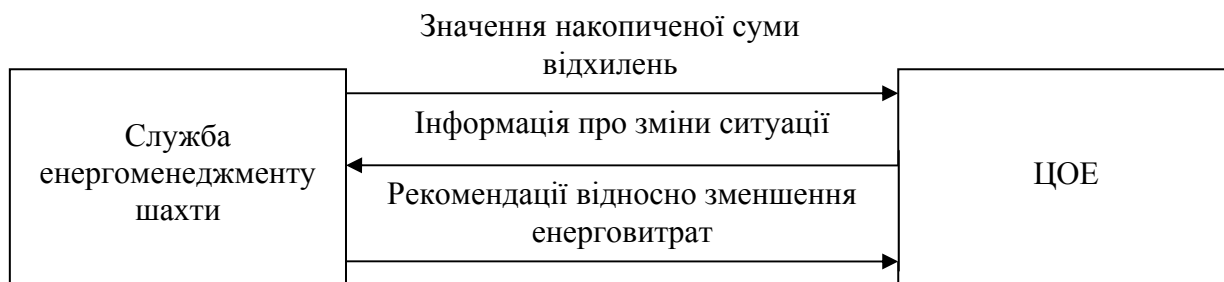 Значення накопиченої суми
відхилень
Служба
енергоменеджменту
шахти
Інформація про зміни ситуації
Рекомендації відносно зменшення
енерговитрат
ЦОЕ